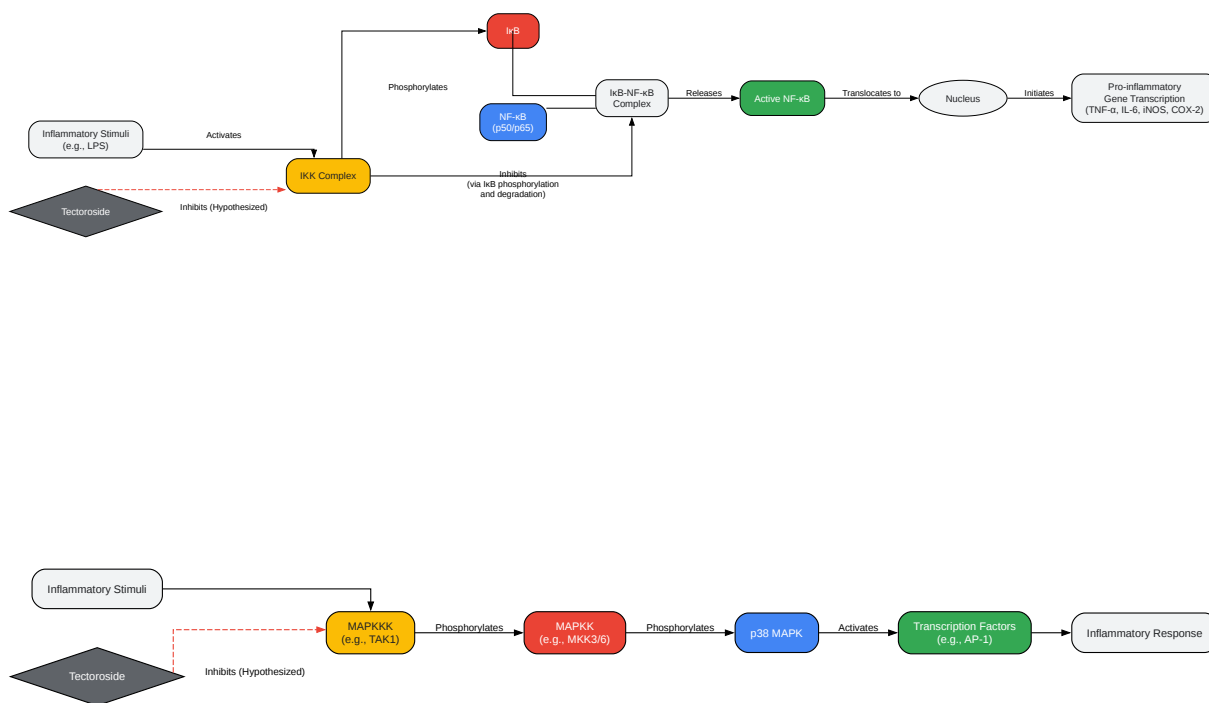 IκB
Phosphorylates
IκB-NF-κB
Complex
Releases
Active NF-κB
Translocates to
Nucleus
Initiates
Pro-inflammatory
Gene Transcription
(TNF-α, IL-6, iNOS, COX-2)
NF-κB
(p50/p65)
Inflammatory Stimuli
(e.g., LPS)
Activates
IKK Complex
Inhibits
(via IκB phosphorylation
and degradation)
Tectoroside
Inhibits (Hypothesized)
Inflammatory Stimuli
MAPKKK
(e.g., TAK1)
Phosphorylates
MAPKK
(e.g., MKK3/6)
Phosphorylates
p38 MAPK
Activates
Transcription Factors
(e.g., AP-1)
Inflammatory Response
Tectoroside
Inhibits (Hypothesized)